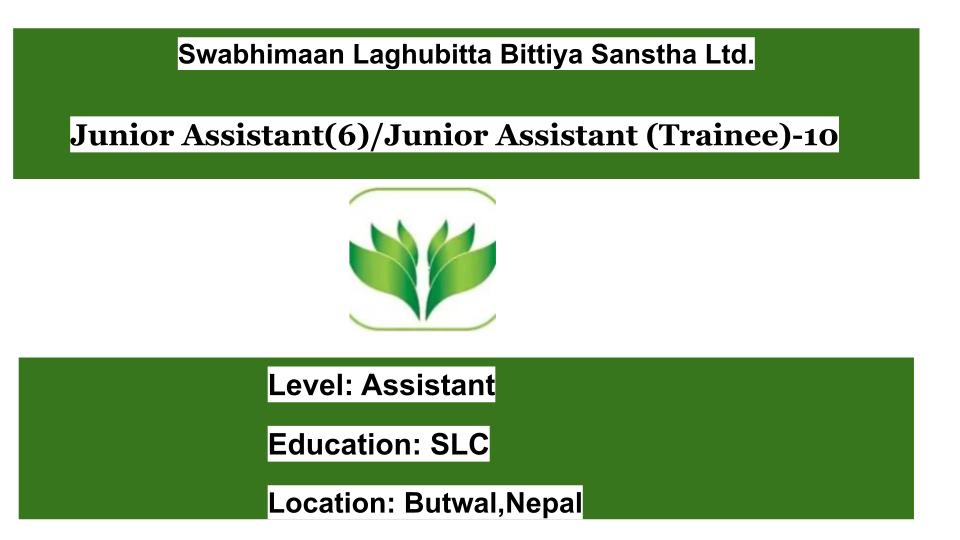 Swabhimaan Laghubitta Bittiya Sanstha Ltd.
Junior Assistant(6)/Junior Assistant (Trainee)-10
Level: Assistant
Education: SLC
Location: Butwal,Nepal